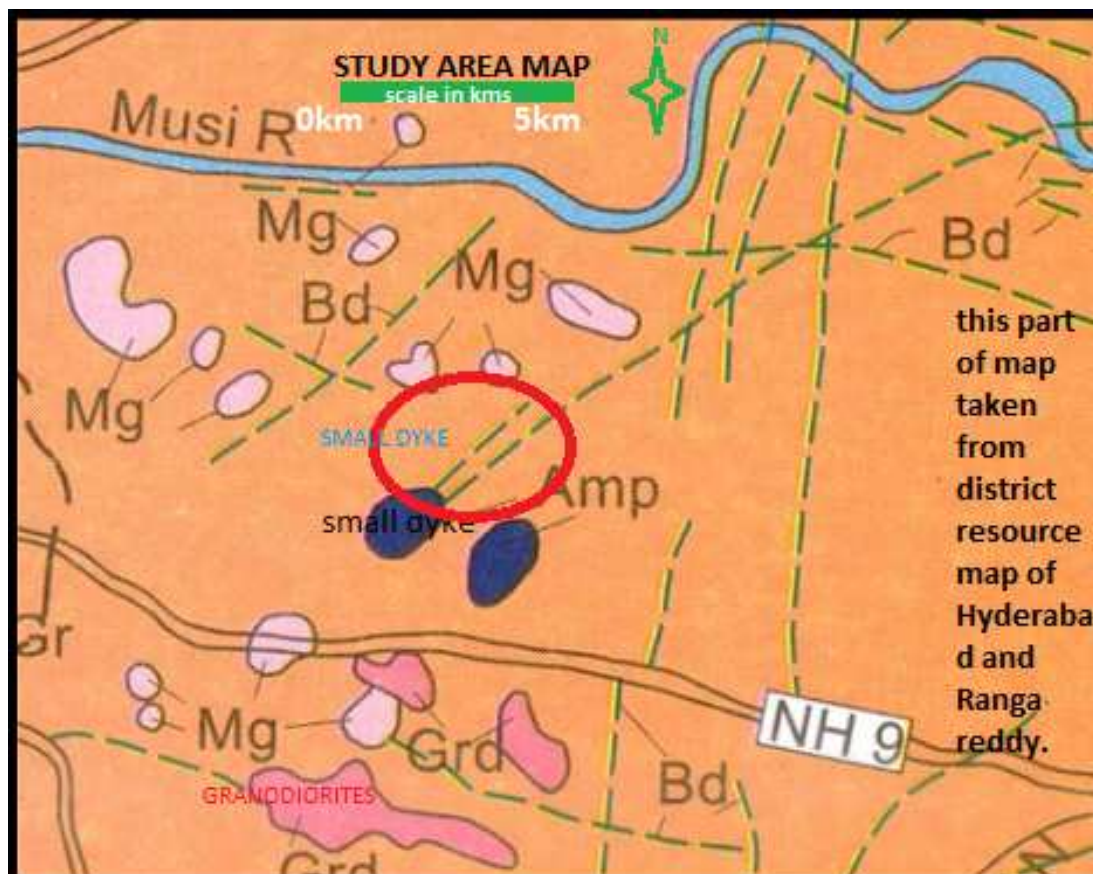 STUDY AREA MAP
N
scale in kms
0km 5km
Musi R
Mg
Mg
Bd
Bd
Mg
this part
of map
taken
from
district
resource
map of
Hyderaba
d and
Ranga
reddy.
SMALL DYKE
Amp
small dyke
Gr
Mg
Grd
NH 9
Bd
GRANODIORITES
Grd